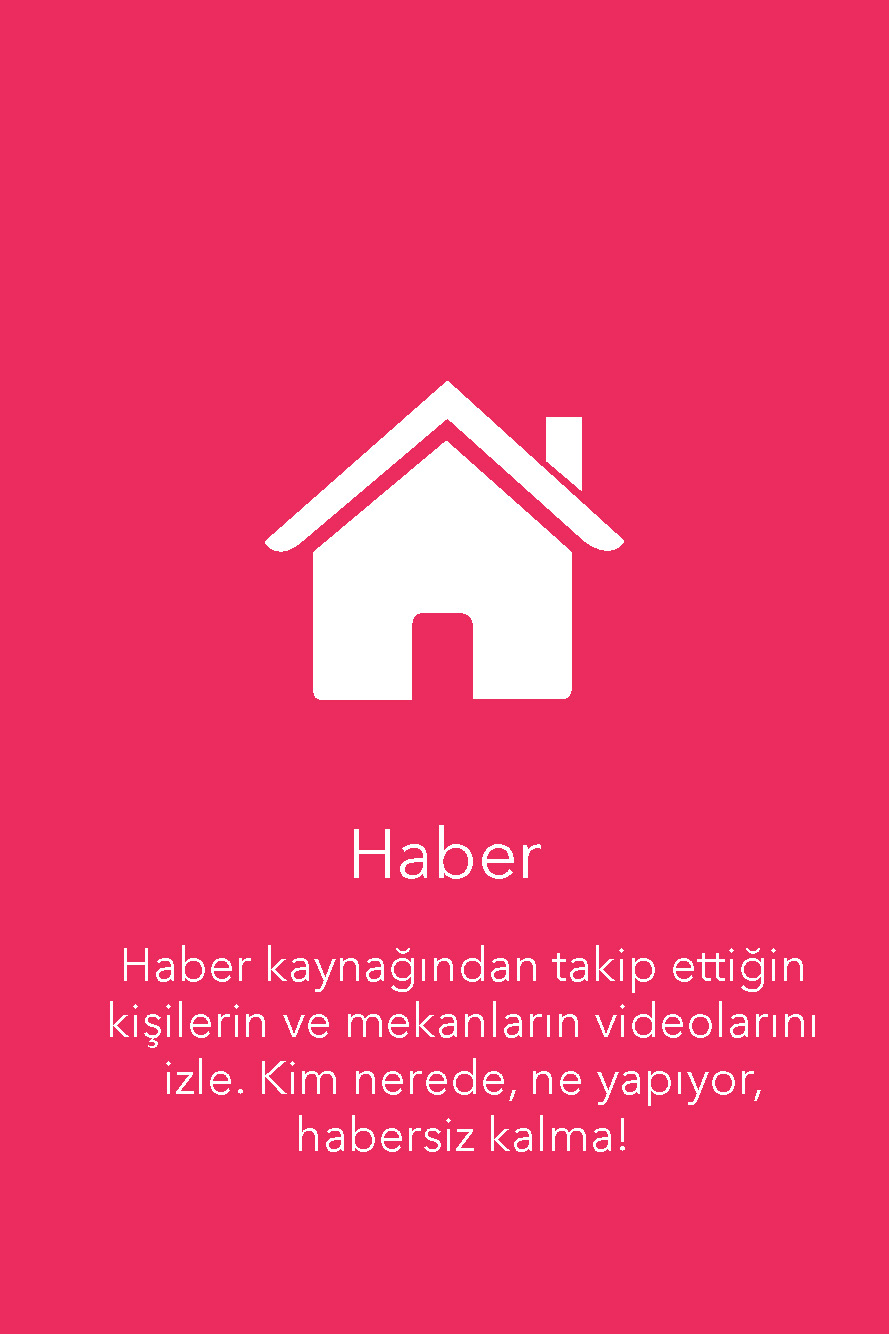 Haber
Haber kaynağından takip ettiğin
kişilerin ve mekanların videolarını
izle. Kim nerede, ne yapıyor,
habersiz kalma!